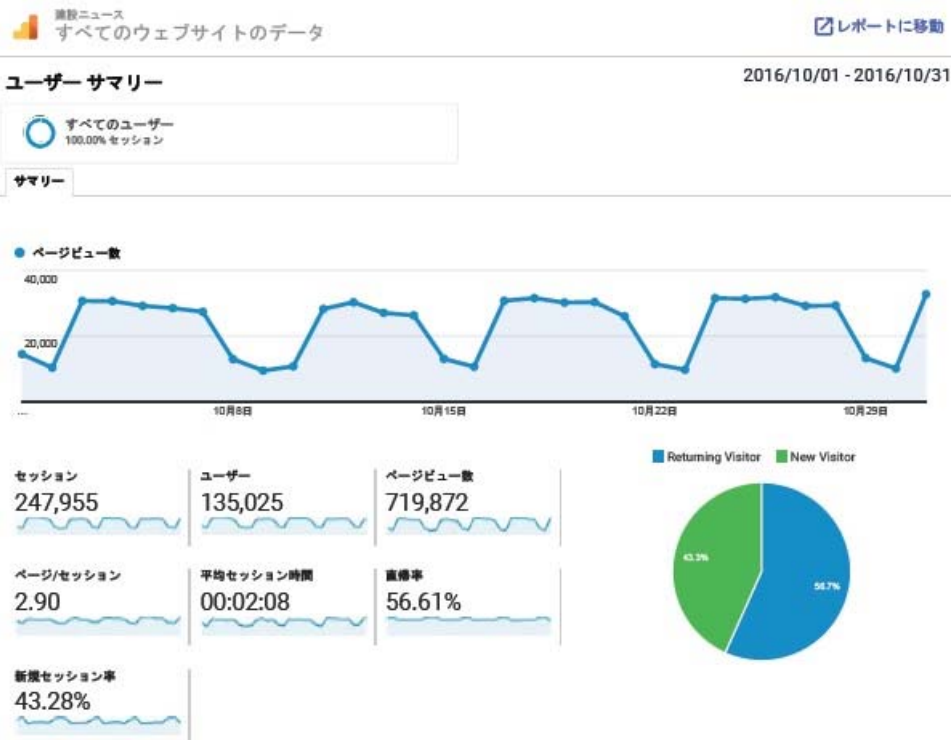 建設ニュース
すべてのウェブサイトのデータ
レポートに移動
ユーザー サマリー
2016/10/01 - 2016/10/31
すべてのユーザー
100.00% セッション
サマリー
ページビュー数
40,000
20,000
...
10月8日
10月15日
10月22日
10月29日
セッション
247,955
ユーザー
135,025
ページビュー数
719,872
ページ/セッション
2.90
平均セッション時間
00:02:08
直帰率
56.61%
新規セッション率
43.28%
Returning Visitor
New Visitor
43.3%
56.7%